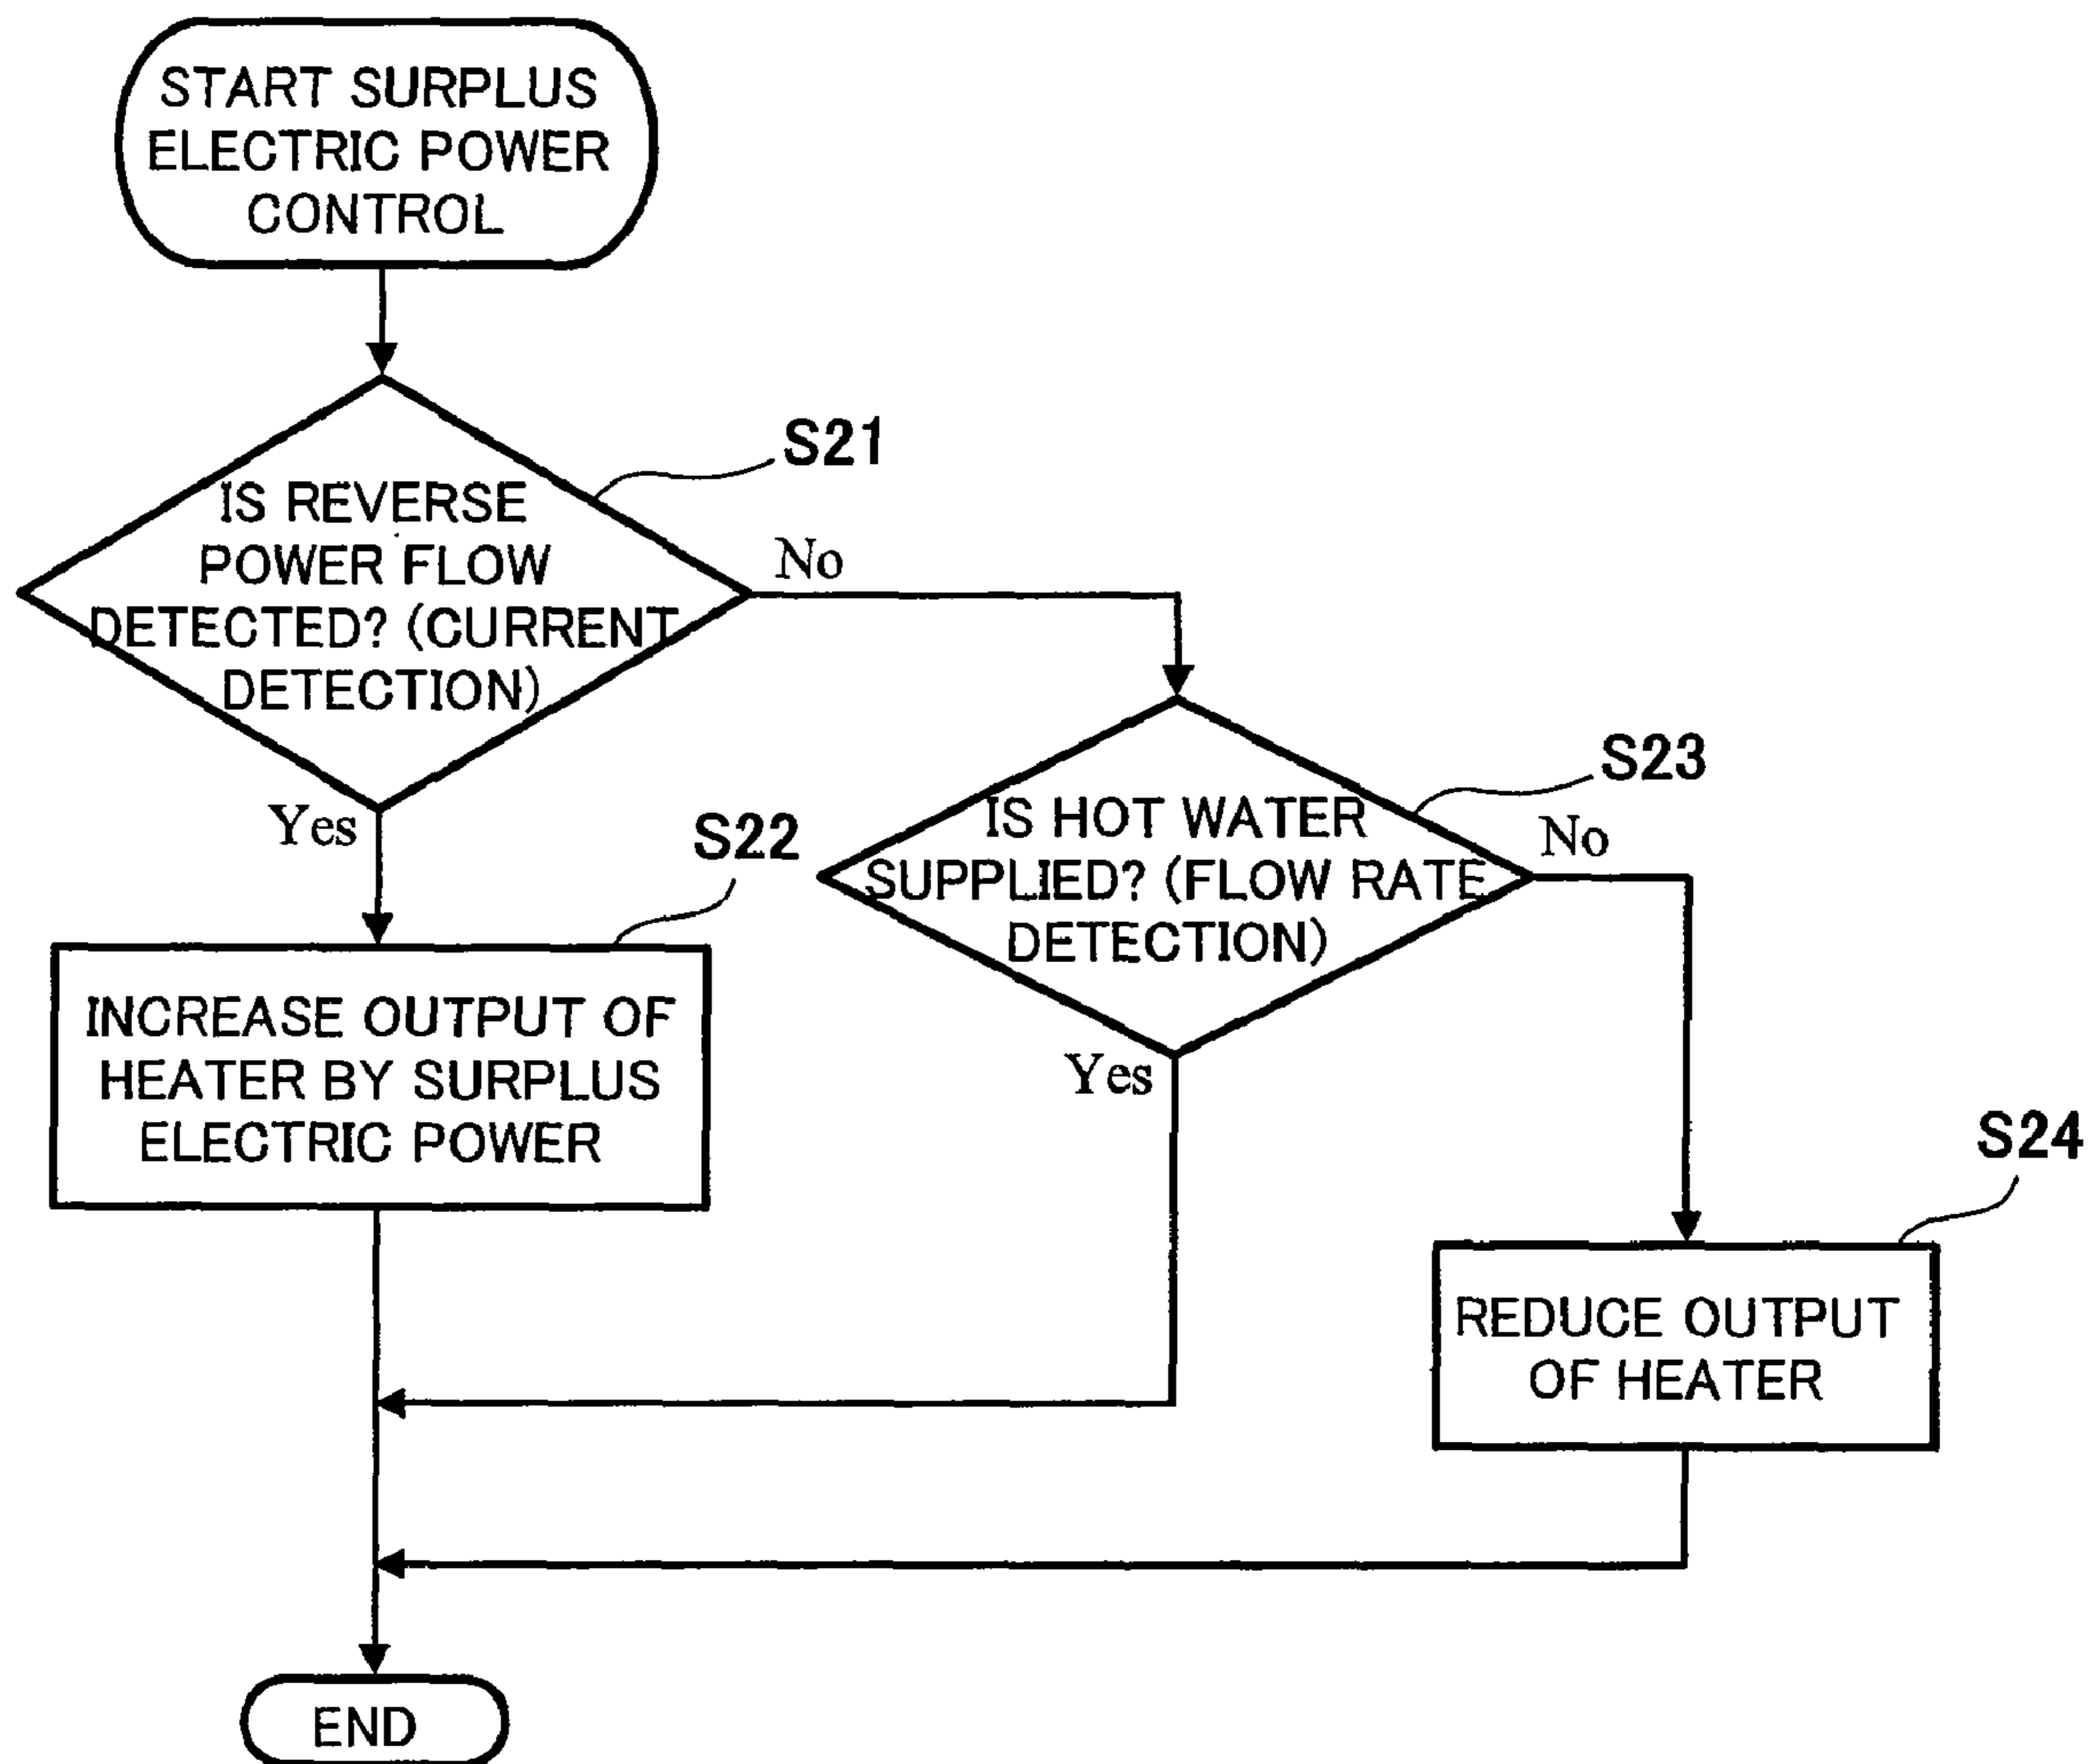 START SURPLUS
ELECTRIC POWER
CONTROL
S21
IS REVERSE
POWER FLOW
DETECTED? (CURRENT
DETECTION)
No
Yes
S22
INCREASE OUTPUT OF
HEATER BY SURPLUS
ELECTRIC POWER
S23
IS HOT WATER
SUPPLIED? (FLOW RATE
DETECTION)
No
Yes
S24
REDUCE OUTPUT
OF HEATER
END